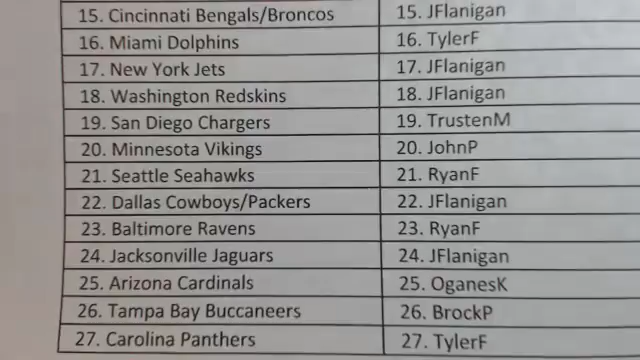 15. Cincinnati Bengals/Broncos 15. JFlanigan
16. Miami Dolphins 16. TylerF
17. New York Jets 17. JFlanigan
18. Washington Redskins 18. JFlanigan
19. San Diego Chargers 19. TrustenM
20. Minnesota Vikings 20. JohnP
21. Seattle Seahawks 21. RyanF
22. Dallas Cowboys/Packers 22. JFlanigan
23. Baltimore Ravens 23. RyanF
24. Jacksonville Jaguars 24. JFlanigan
25. Arizona Cardinals 25. OganesK
26. Tampa Bay Buccaneers 26. BrockP
27. Carolina Panthers 27. TylerF